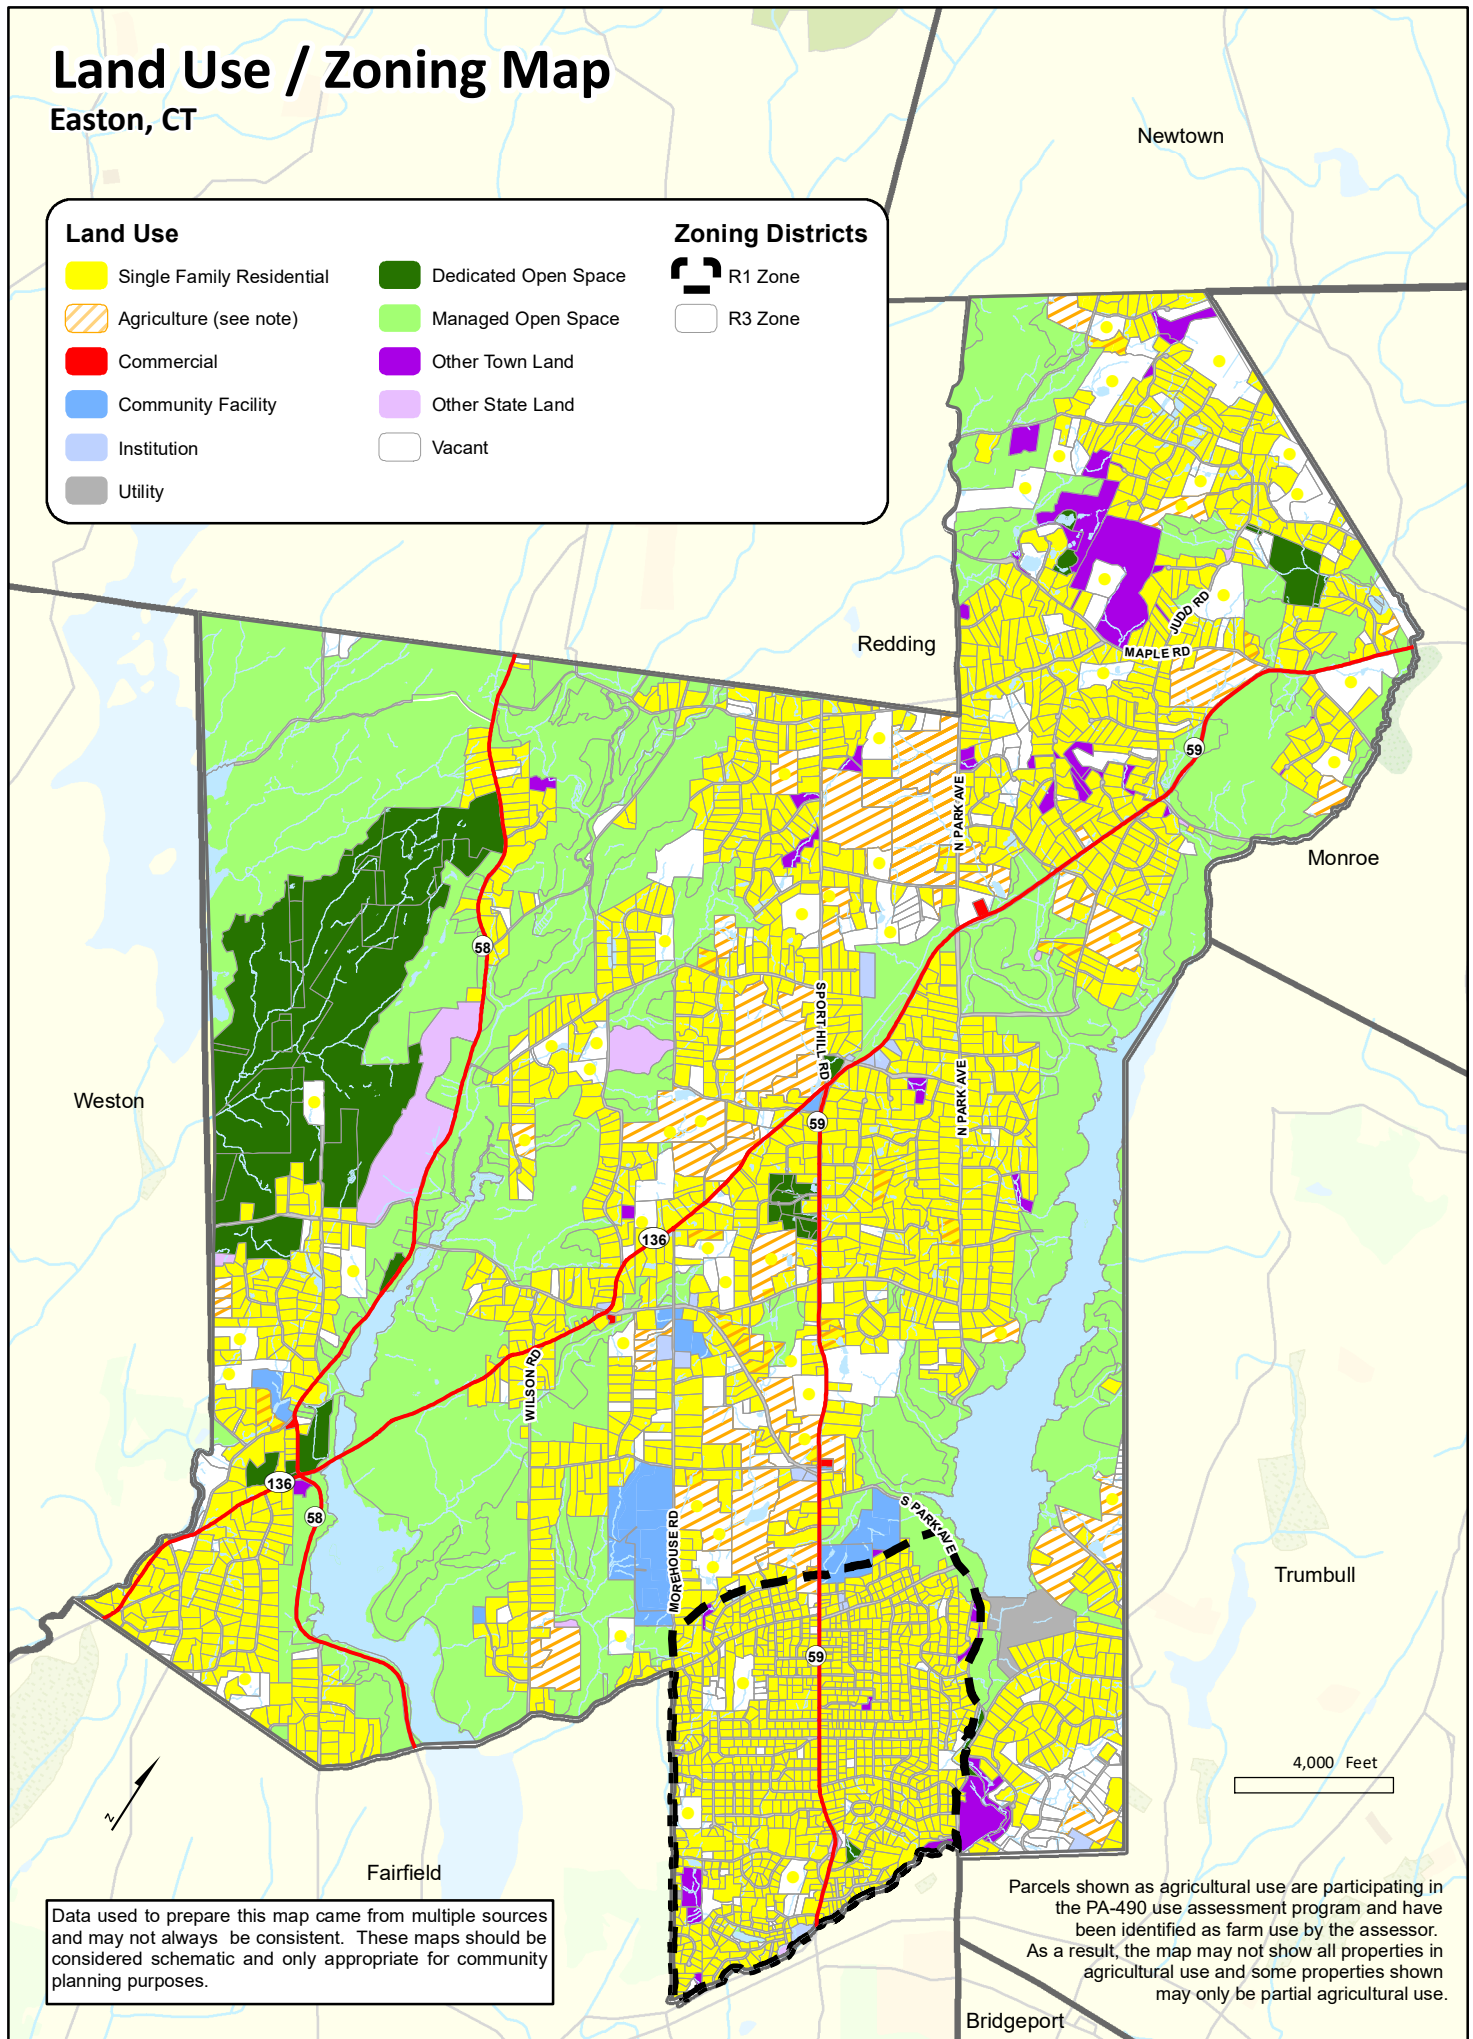 Land Use / Zoning Map
Easton, CT
Newtown
Land Use
Zoning Districts
Single Family Residential
Dedicated Open Space
R1 Zone
Agriculture (see note)
Managed Open Space
R3 Zone
Commercial
Other Town Land
Community Facility
Other State Land
Institution
Vacant
Utility
JUDD RD
Redding
MAPLE RD
59
N PARK AVE
Monroe
58
SPORT HILL RD
Weston
N PARK AVE
59
136
WILSON RD
136
58
S PARK AVE
MOREHOUSE RD
Trumbull
59
4,000 Feet
N
Fairfield
Parcels shown as agricultural use are participating in
the PA-490 use assessment program and have
been identified as farm use by the assessor.
As a result, the map may not show all properties in
agricultural use and some properties shown
may only be partial agricultural use.
Data used to prepare this map came from multiple sources
and may not always be consistent. These maps should be
considered schematic and only appropriate for community
planning purposes.
Bridgeport